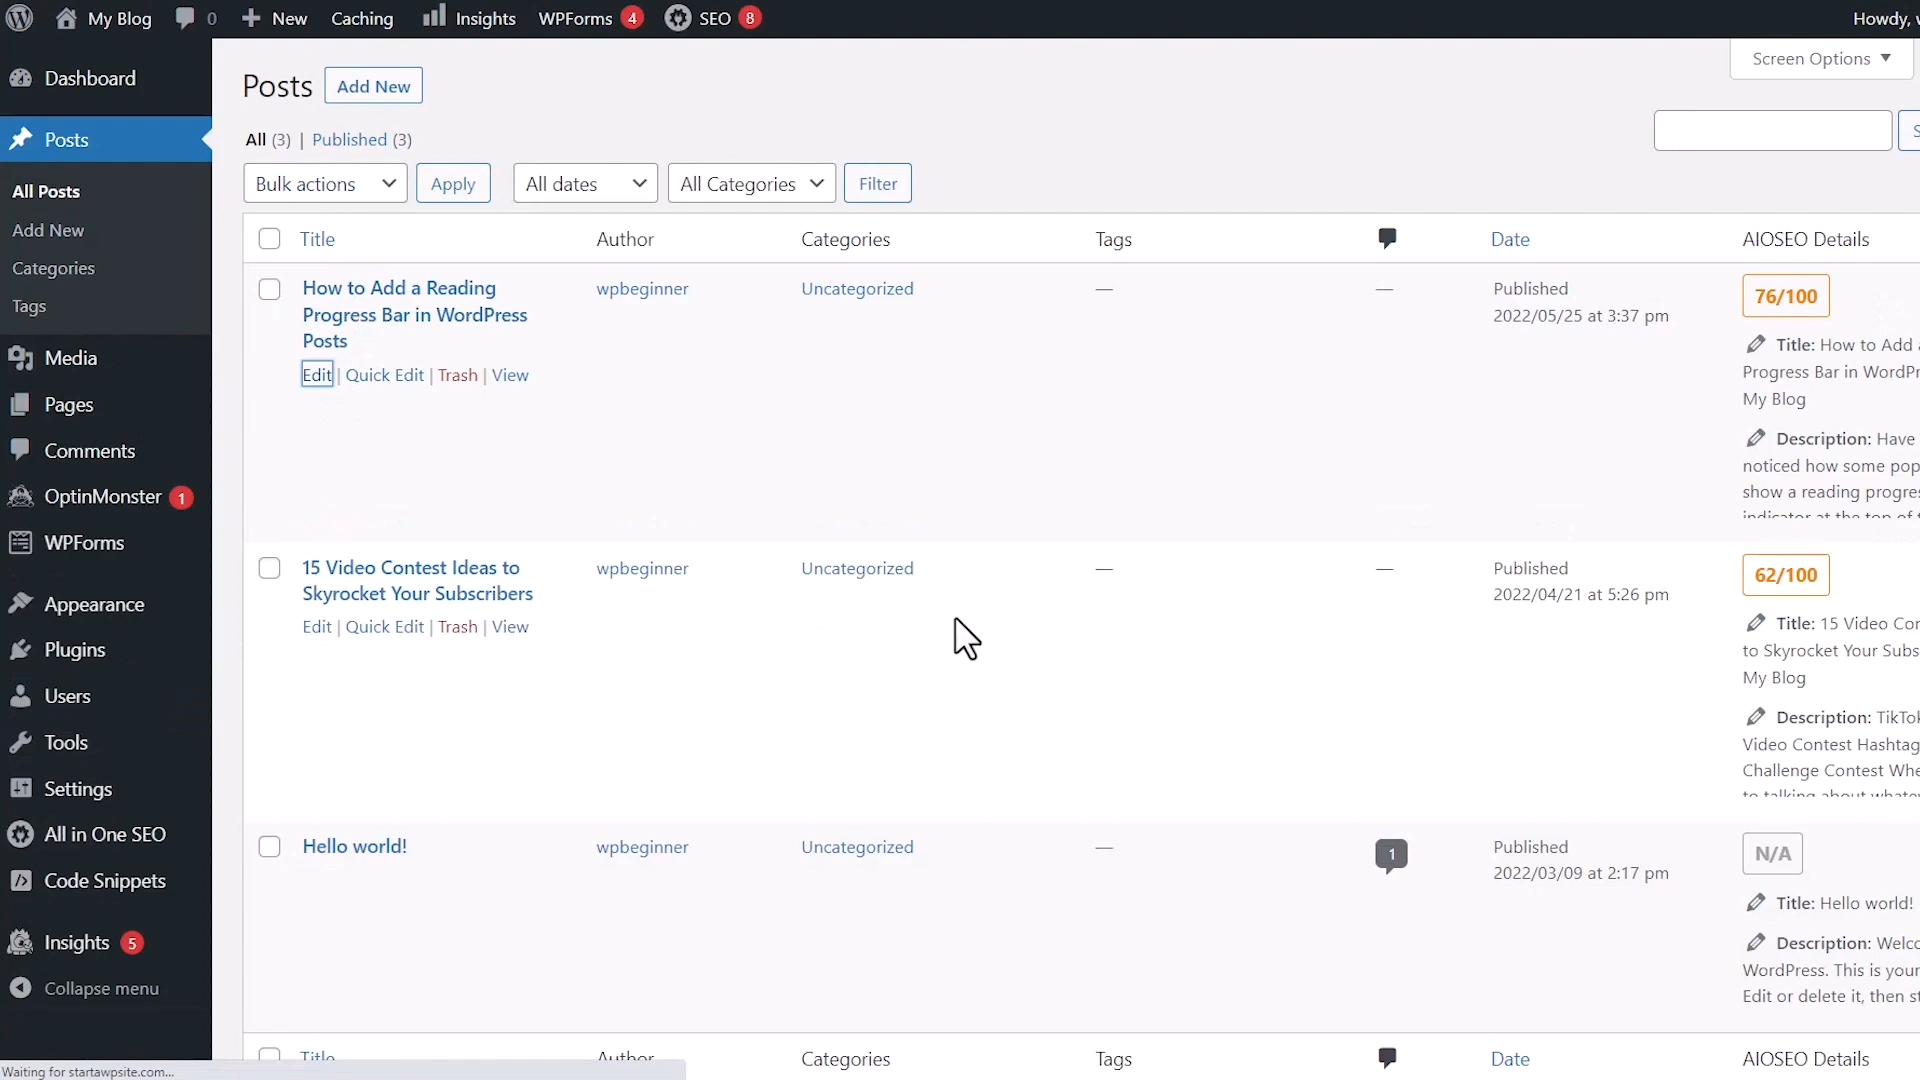 My Blog 0 New Caching Insights WPForms 4 SEO 8 Howdy,
Screen Options
Dashboard
Posts
All Posts
Add New
Categories
Tags
Media
Pages
Comments
OptinMonster 1
WPForms
Appearance
Plugins
Users
Tools
Settings
All in One SEO
Code Snippets
Insights 5
Collapse menu
Posts Add New
All (3) | Published (3)
Bulk actions Apply All dates All Categories Filter
Title Author Categories Tags Date AIOSEO Details
How to Add a Reading
Progress Bar in WordPress
Posts
Edit | Quick Edit | Trash | View
wpbeginner
Uncategorized
—
—
Published
2022/05/25 at 3:37 pm
76/100
Title: How to Add
Progress Bar in WordPr
My Blog
Description: Have
noticed how some pop
show a reading progres
indicator at the top of
15 Video Contest Ideas to
Skyrocket Your Subscribers
Edit | Quick Edit | Trash | View
wpbeginner
Uncategorized
—
—
Published
2022/04/21 at 5:26 pm
62/100
Title: 15 Video Con
to Skyrocket Your Subs
My Blog
Description: TikTok
Video Contest Hashtag
Challenge Contest Whe
to talking about
Hello world!
wpbeginner
Uncategorized
—
1
Published
2022/03/09 at 2:17 pm
N/A
Title: Hello world!
Description: Welco
WordPress. This is your
Edit or delete it, then st
Title Author Categories Tags Date AIOSEO Details
Waiting for startawpsite.com...